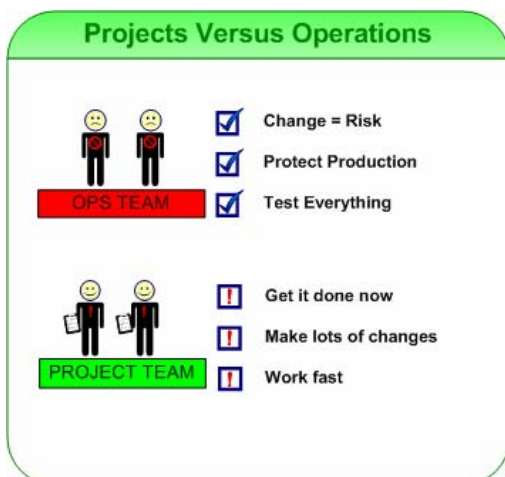 Projects Versus Operations
Change = Risk
Protect Production
OPS TEAM
Test Everything
Get it done now
Make lots of changes
PROJECT TEAM
Work fast